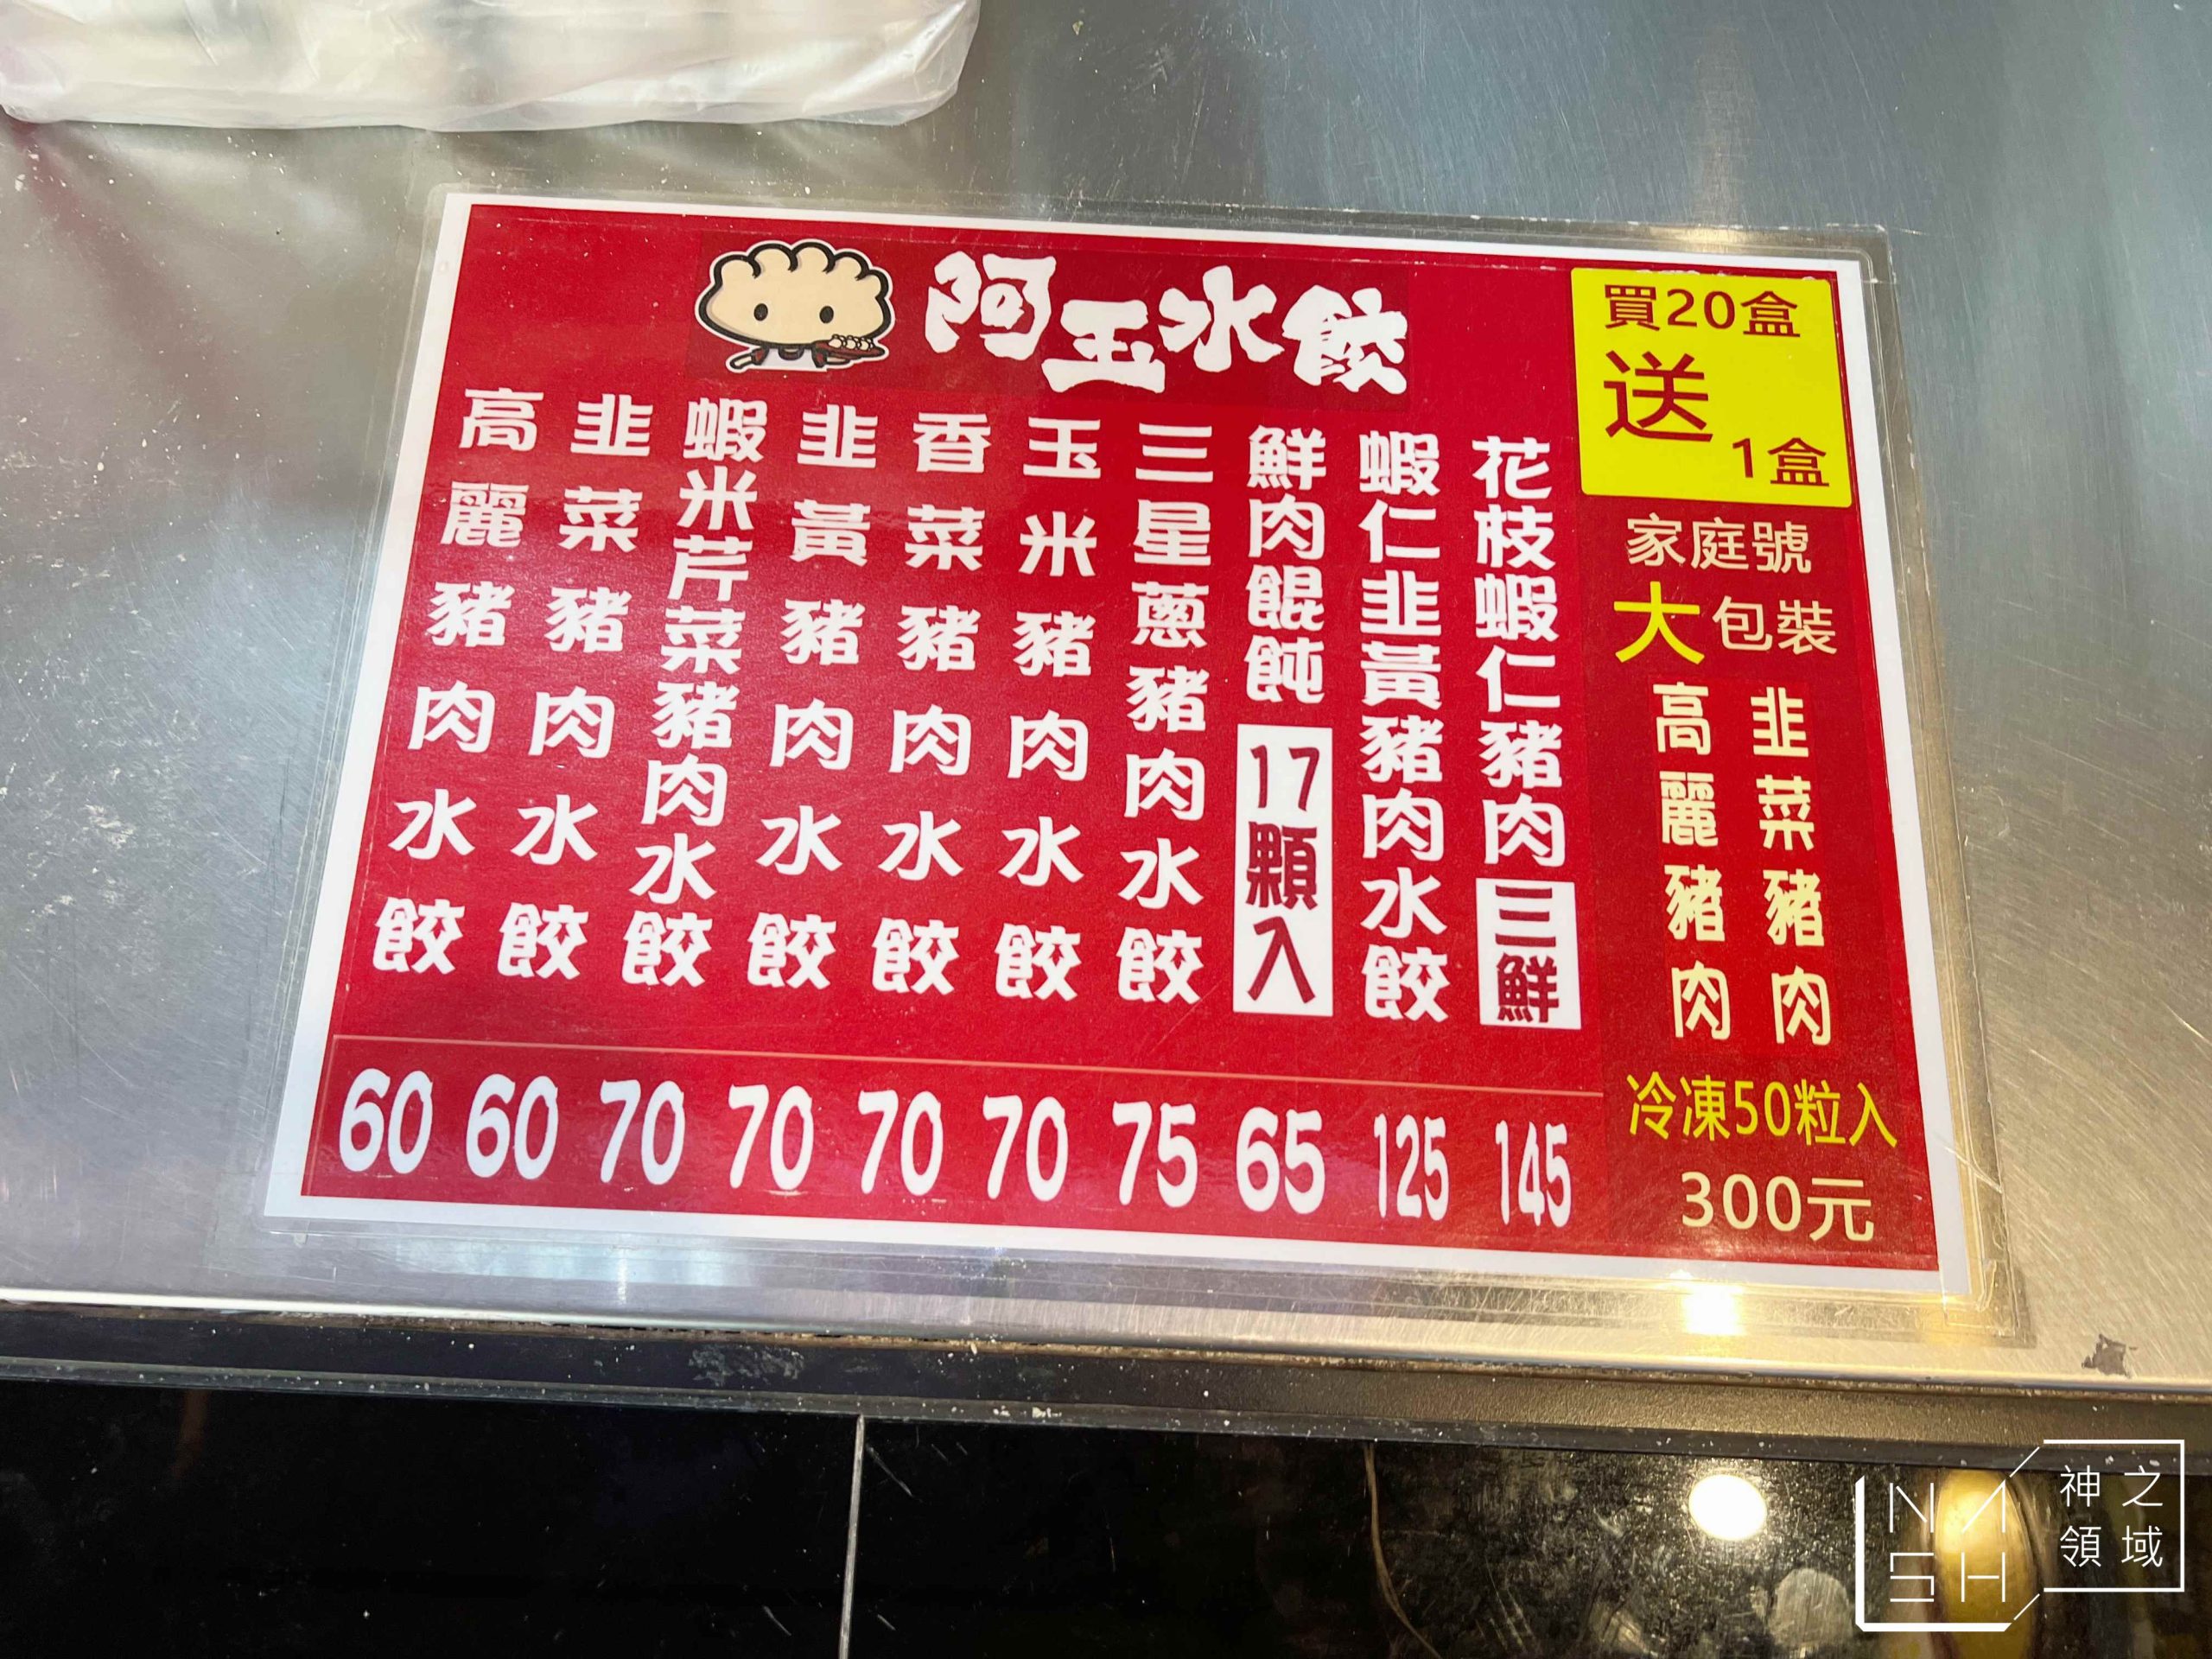 阿玉水餃
高麗豬肉水餃 60
韭菜豬肉水餃 60
蝦米芹菜豬肉水餃 70
韭黃豬肉水餃 70
香菜豬肉水餃 70
玉米豬肉水餃 70
三星蔥豬肉水餃 75
鮮肉餛飩 17顆入 65
蝦仁韭黃豬肉水餃 125
花枝蝦仁豬肉三鮮 145
買20盒
送
1盒
家庭號
大包裝
高麗豬肉
韭菜豬肉
冷凍50粒入
300元
NASH
神之領域